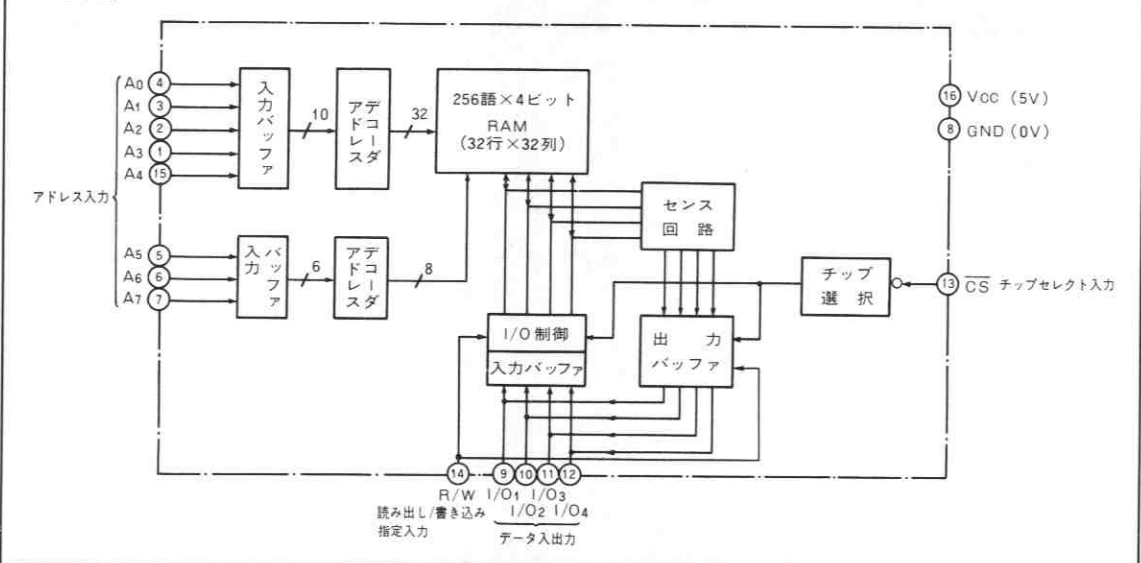 A0 4
A1 3
A2 2
A3 1
A4 15
アドレス入力
A5 5
A6 6
A7 7
入力バッファ
10
アドレスデコーダ
32
256語×4ビット
RAM
(32行×32列)
入力バッファ
6
アドレスデコーダ
8
センス
回路
16 VCC (5V)
8 GND (0V)
チップ
選択
13 CS チップセレクト入力
I/O制御
入力バッファ
出力
バッファ
14 9 10 11 12
R/W I/O1 I/O3
読み出し/書き込み I/O2 I/O4
指定入力
データ入出力